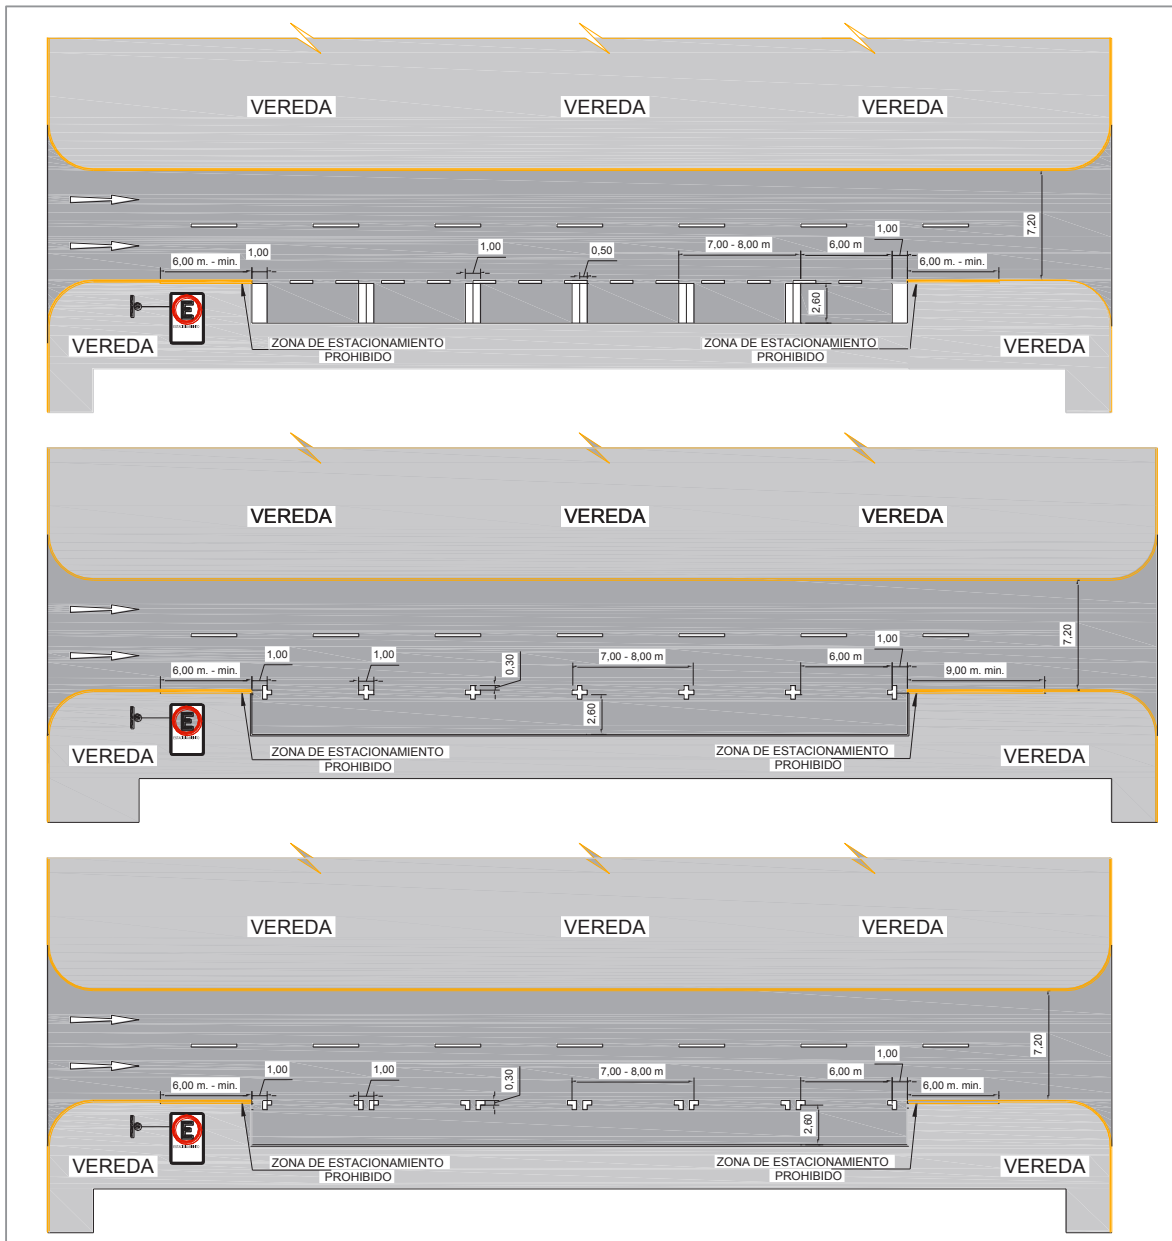 VEREDA VEREDA VEREDA
7,20
1,00
7,00 - 8,00 m 6,00 m
1,00 0,50
1,00
6,00 m. - min. 6,00 m. - min.
2,60
E
VEREDA ZONA DE ESTACIONAMIENTO ZONA DE ESTACIONAMIENTO VEREDA
PROHIBIDO PROHIBIDO
VEREDA VEREDA VEREDA
7,20
1,00 1,00 0,30 7,00 - 8,00 m 6,00 m 1,00
6,00 m. - min. 9,00 m. min.
2,60
E
VEREDA ZONA DE ESTACIONAMIENTO ZONA DE ESTACIONAMIENTO VEREDA
PROHIBIDO PROHIBIDO
VEREDA VEREDA VEREDA
7,20
1,00 1,00 0,30 7,00 - 8,00 m 6,00 m 1,00
6,00 m. - min. 6,00 m. min.
2,60
E
VEREDA ZONA DE ESTACIONAMIENTO ZONA DE ESTACIONAMIENTO VEREDA
PROHIBIDO PROHIBIDO